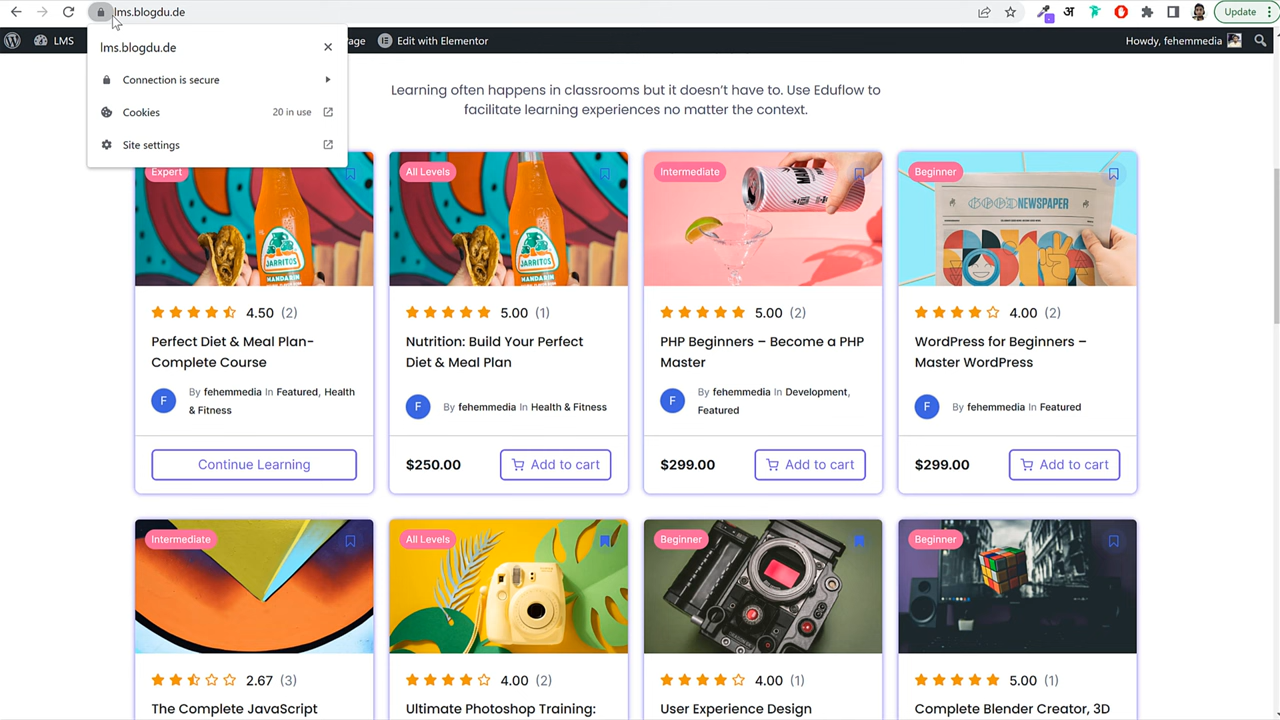 lms.blogdu.de
अ
Update
LMS
age
Edit with Elementor
Howdy, fehemmedia
lms.blogdu.de
Connection is secure
Cookies
20 in use
Site settings
Learning often happens in classrooms but it doesn't have to. Use Eduflow to
facilitate learning experiences no matter the context.
Expert
JARRITOS
MANDARIN
4.50 (2)
Perfect Diet & Meal Plan-
Complete Course
F
By fehemmedia In Featured, Health
& Fitness
Continue Learning
All Levels
JARRITOS
MANDARIN
5.00 (1)
Nutrition: Build Your Perfect
Diet & Meal Plan
F
By fehemmedia In Health & Fitness
$250.00
Add to cart
Intermediate
5.00 (2)
PHP Beginners – Become a PHP
Master
F
By fehemmedia In Development,
Featured
$299.00
Add to cart
Beginner
NEWSPAPER
4.00 (2)
WordPress for Beginners –
Master WordPress
F
By fehemmedia In Featured
$299.00
Add to cart
Intermediate
2.67 (3)
The Complete JavaScript
All Levels
4.00 (2)
Ultimate Photoshop Training:
Beginner
4.00 (1)
User Experience Design
Beginner
5.00 (1)
Complete Blender Creator, 3D